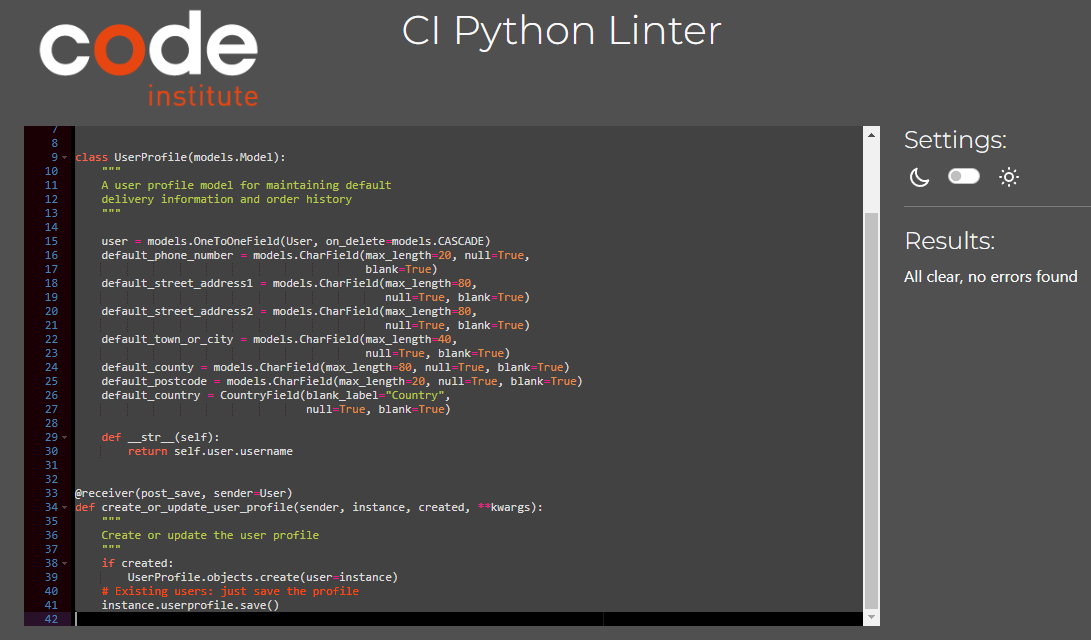 code
institute
CI Python Linter
7
8
9 class UserProfile(models.Model):
10     """
11     A user profile model for maintaining default
12     delivery information and order history
13     """
14
15     user = models.OneToOneField(User, on_delete=models.CASCADE)
16     default_phone_number = models.CharField(max_length=20, null=True,
17                                             blank=True)
18     default_street_address1 = models.CharField(max_length=80,
19                                                null=True, blank=True)
20     default_street_address2 = models.CharField(max_length=80,
21                                                null=True, blank=True)
22     default_town_or_city = models.CharField(max_length=40,
23                                             null=True, blank=True)
24     default_county = models.CharField(max_length=80, null=True, blank=True)
25     default_postcode = models.CharField(max_length=20, null=True, blank=True)
26     default_country = CountryField(blank_label="Country",
27                                    null=True, blank=True)
28
29     def __str__(self):
30         return self.user.username
31
32
33 @receiver(post_save, sender=User)
34 def create_or_update_user_profile(sender, instance, created, **kwargs):
35     """
36     Create or update the user profile
37     """
38     if created:
39         UserProfile.objects.create(user=instance)
40     # Existing users: just save the profile
41     instance.userprofile.save()
42
Settings:
Results:
All clear, no errors found